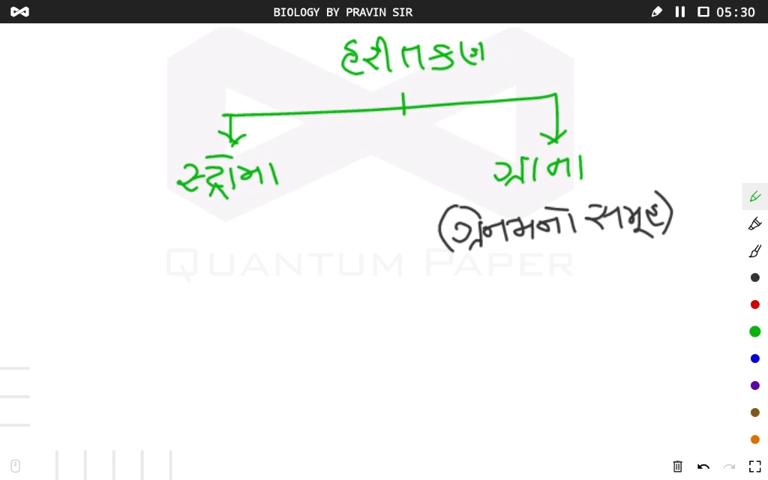 BIOLOGY BY PRAVIN SIR
05:30
હરીતકણ
સ્ટ્રોમા ગ્રાના
(ગ્રેનમનો સમૂહ)
QUANTUM PAPER